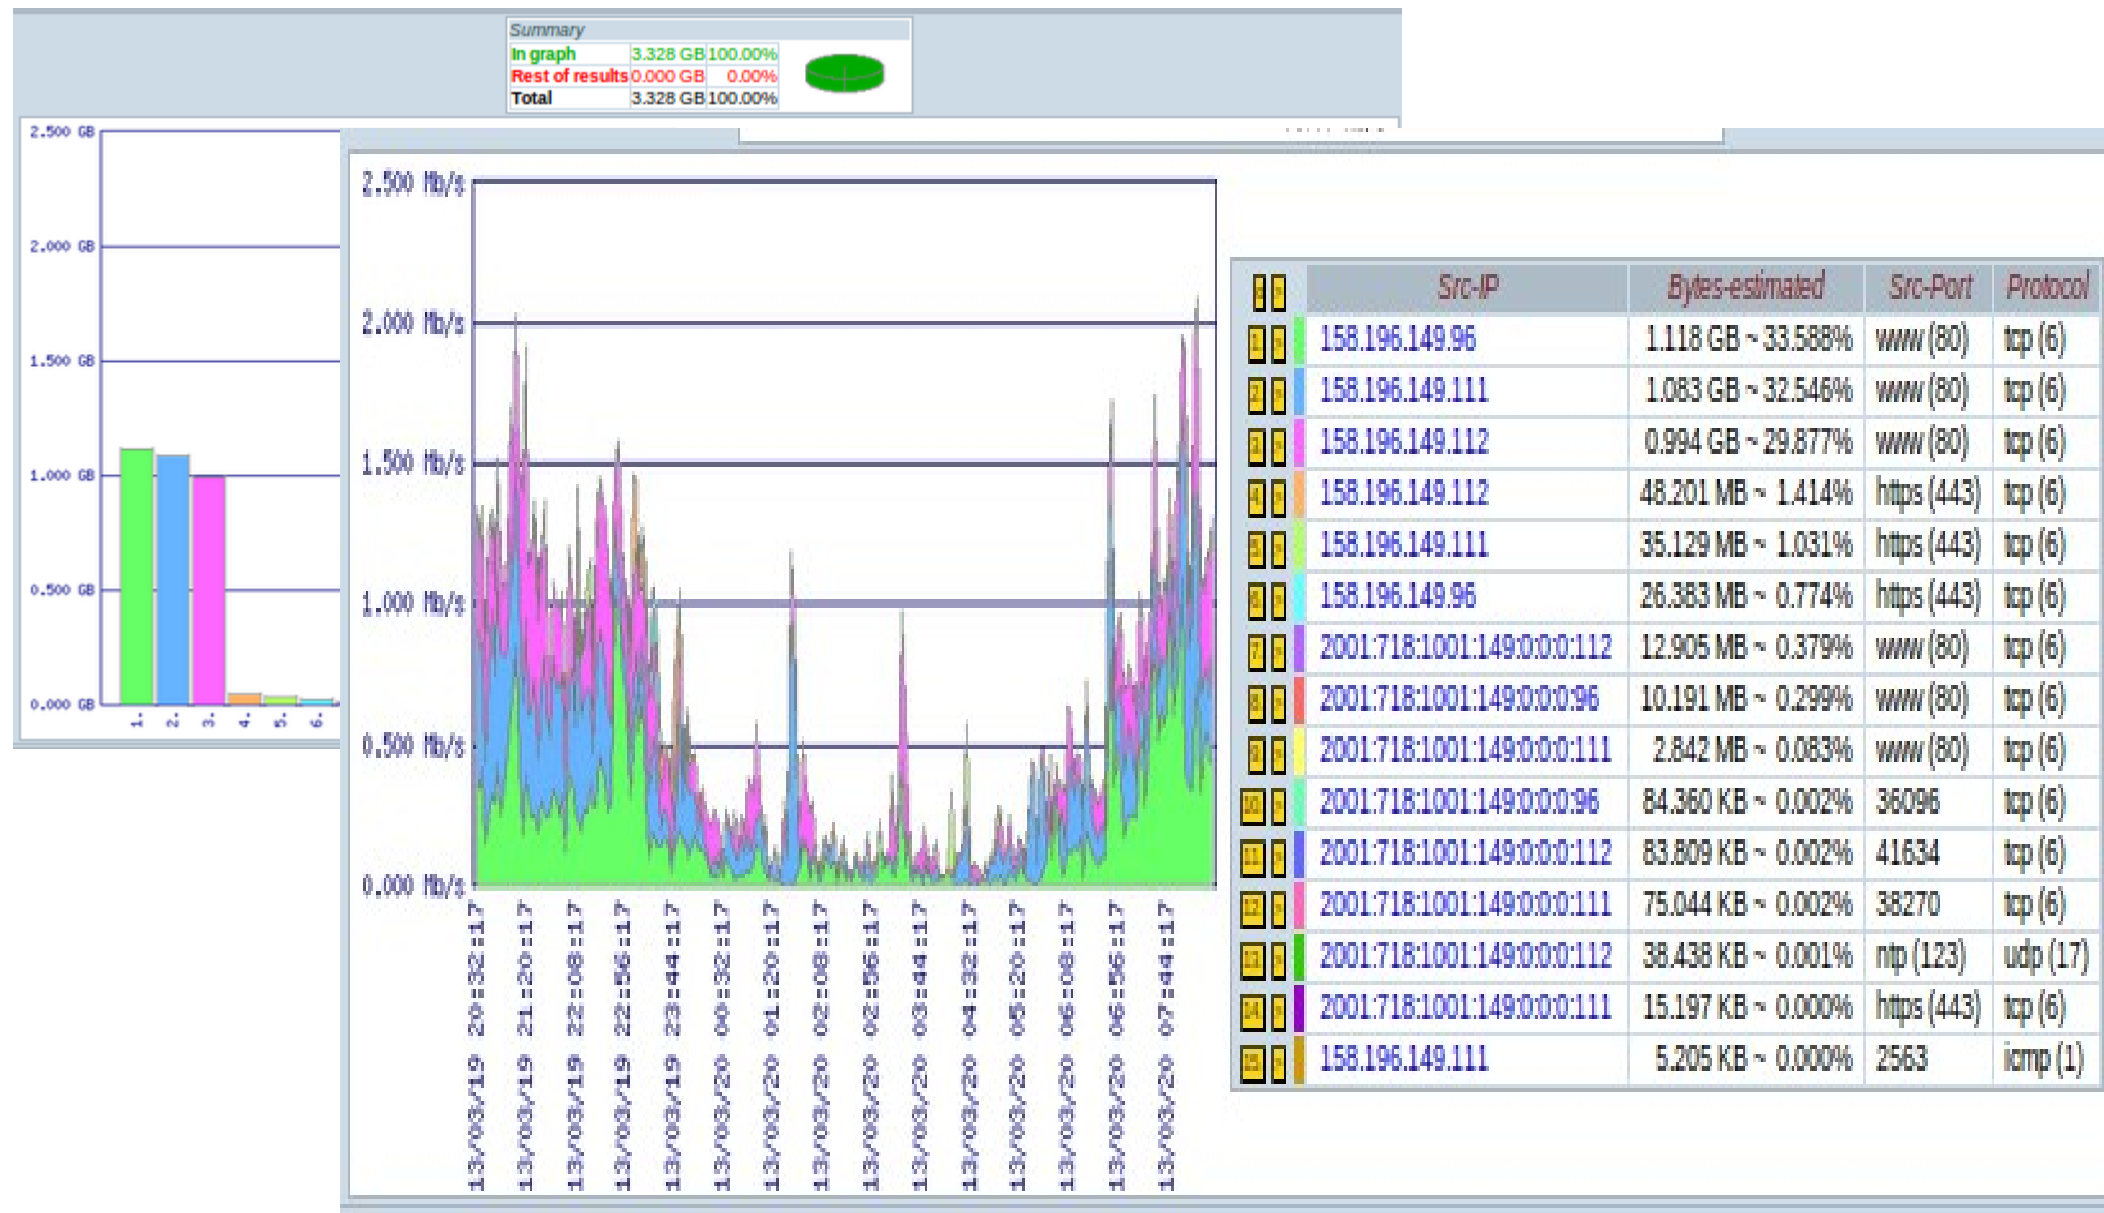 Summary
In graph 3.328 GB 100.00%
Rest of results 0.000 GB 0.00%
Total 3.328 GB 100.00%
2.500 GB
2.000 GB
1.500 GB
1.000 GB
0.500 GB
0.000 GB
1. 2. 3. 4. 5. 6.
2.500 Mb/s
2.000 Mb/s
1.500 Mb/s
1.000 Mb/s
0.500 Mb/s
0.000 Mb/s
13/03/19 20:32:17
13/03/19 21:20:17
13/03/19 22:08:17
13/03/19 22:56:17
13/03/19 23:44:17
13/03/20 00:32:17
13/03/20 01:20:17
13/03/20 02:08:17
13/03/20 02:56:17
13/03/20 03:44:17
13/03/20 04:32:17
13/03/20 05:20:17
13/03/20 06:08:17
13/03/20 06:56:17
13/03/20 07:44:17
Src-IP Bytes-estimated Src-Port Protocol
1. 158.196.149.96 1.118 GB ~ 33.588% www (80) tcp (6)
2. 158.196.149.111 1.083 GB ~ 32.546% www (80) tcp (6)
3. 158.196.149.112 0.994 GB ~ 29.877% www (80) tcp (6)
4. 158.196.149.112 48.201 MB ~ 1.414% https (443) tcp (6)
5. 158.196.149.111 35.129 MB ~ 1.031% https (443) tcp (6)
6. 158.196.149.96 26.383 MB ~ 0.774% https (443) tcp (6)
7. 2001:718:1001:149:0:0:0:112 12.905 MB ~ 0.379% www (80) tcp (6)
8. 2001:718:1001:149:0:0:0:96 10.191 MB ~ 0.299% www (80) tcp (6)
9. 2001:718:1001:149:0:0:0:111 2.842 MB ~ 0.083% www (80) tcp (6)
10. 2001:718:1001:149:0:0:0:96 84.360 KB ~ 0.002% 36096 tcp (6)
11. 2001:718:1001:149:0:0:0:112 83.809 KB ~ 0.002% 41634 tcp (6)
12. 2001:718:1001:149:0:0:0:111 75.044 KB ~ 0.002% 38270 tcp (6)
13. 2001:718:1001:149:0:0:0:112 38.438 KB ~ 0.001% ntp (123) udp (17)
14. 2001:718:1001:149:0:0:0:111 15.197 KB ~ 0.000% https (443) tcp (6)
15. 158.196.149.111 5.205 KB ~ 0.000% 2563 icmp (1)